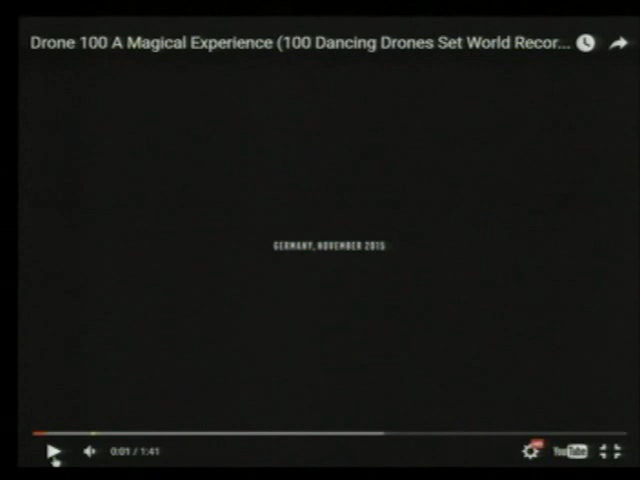 Drone 100 A Magical Experience (100 Dancing Drones Set World Recor...
GERMANY, NOVEMBER 2015
0:01 / 1:41
YouTube